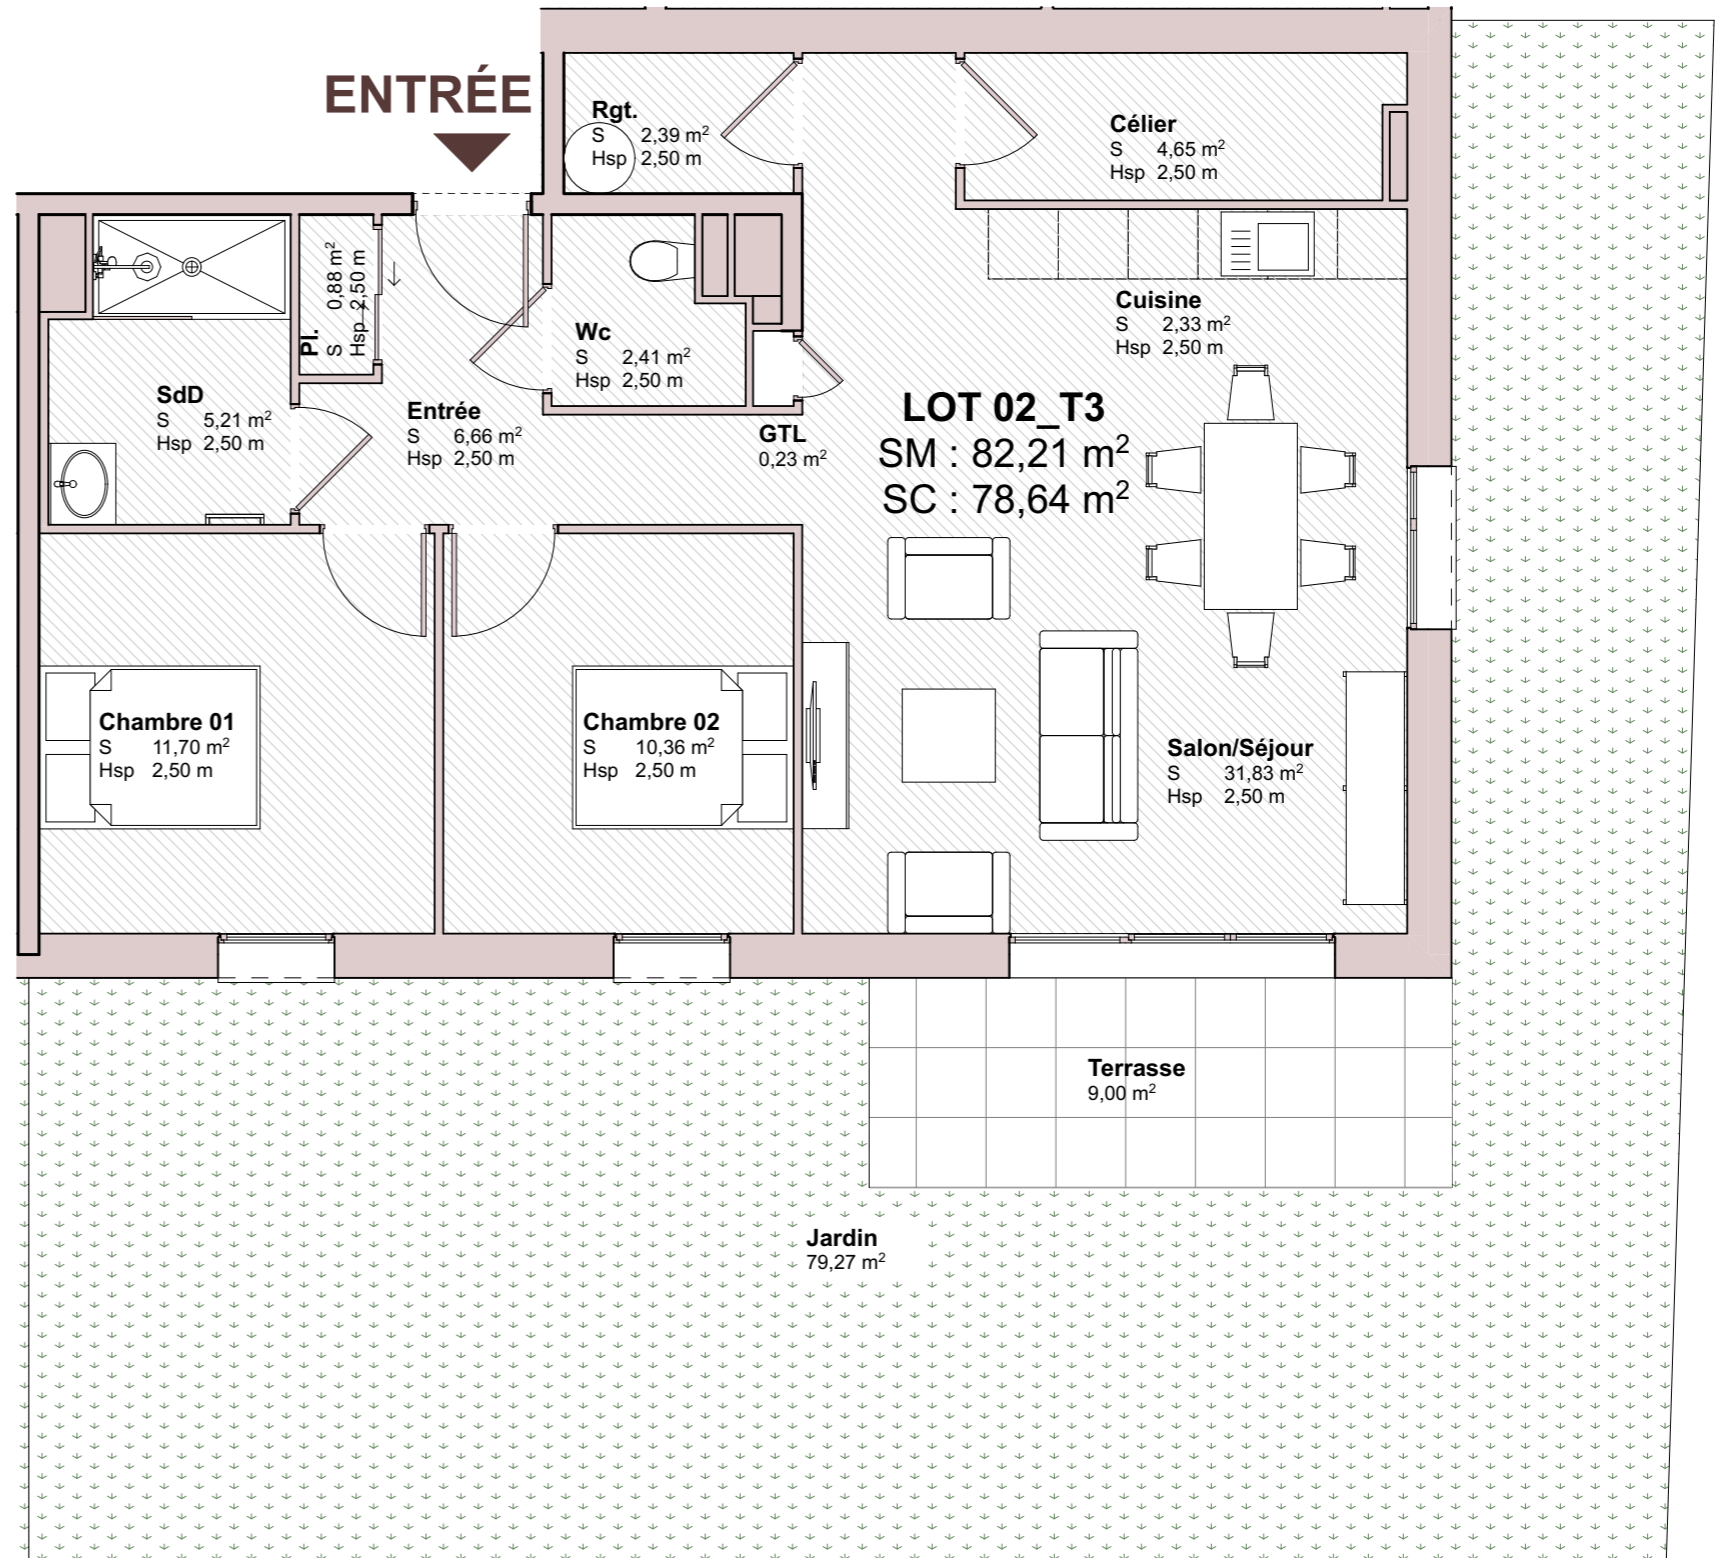 ENTRÉE
Rgt.
S 2,39 m²
Hsp 2,50 m
Célier
S 4,65 m²
Hsp 2,50 m
Pl.
S 0,88 m²
Hsp 2,50 m
Cuisine
S 2,33 m²
Hsp 2,50 m
Wc
S 2,41 m²
Hsp 2,50 m
SdD
S 5,21 m²
Hsp 2,50 m
Entrée
S 6,66 m²
Hsp 2,50 m
GTL
0,23 m²
LOT 02_T3
SM : 82,21 m²
SC : 78,64 m²
Chambre 01
S 11,70 m²
Hsp 2,50 m
Chambre 02
S 10,36 m²
Hsp 2,50 m
Salon/Séjour
S 31,83 m²
Hsp 2,50 m
Terrasse
9,00 m²
Jardin
79,27 m²